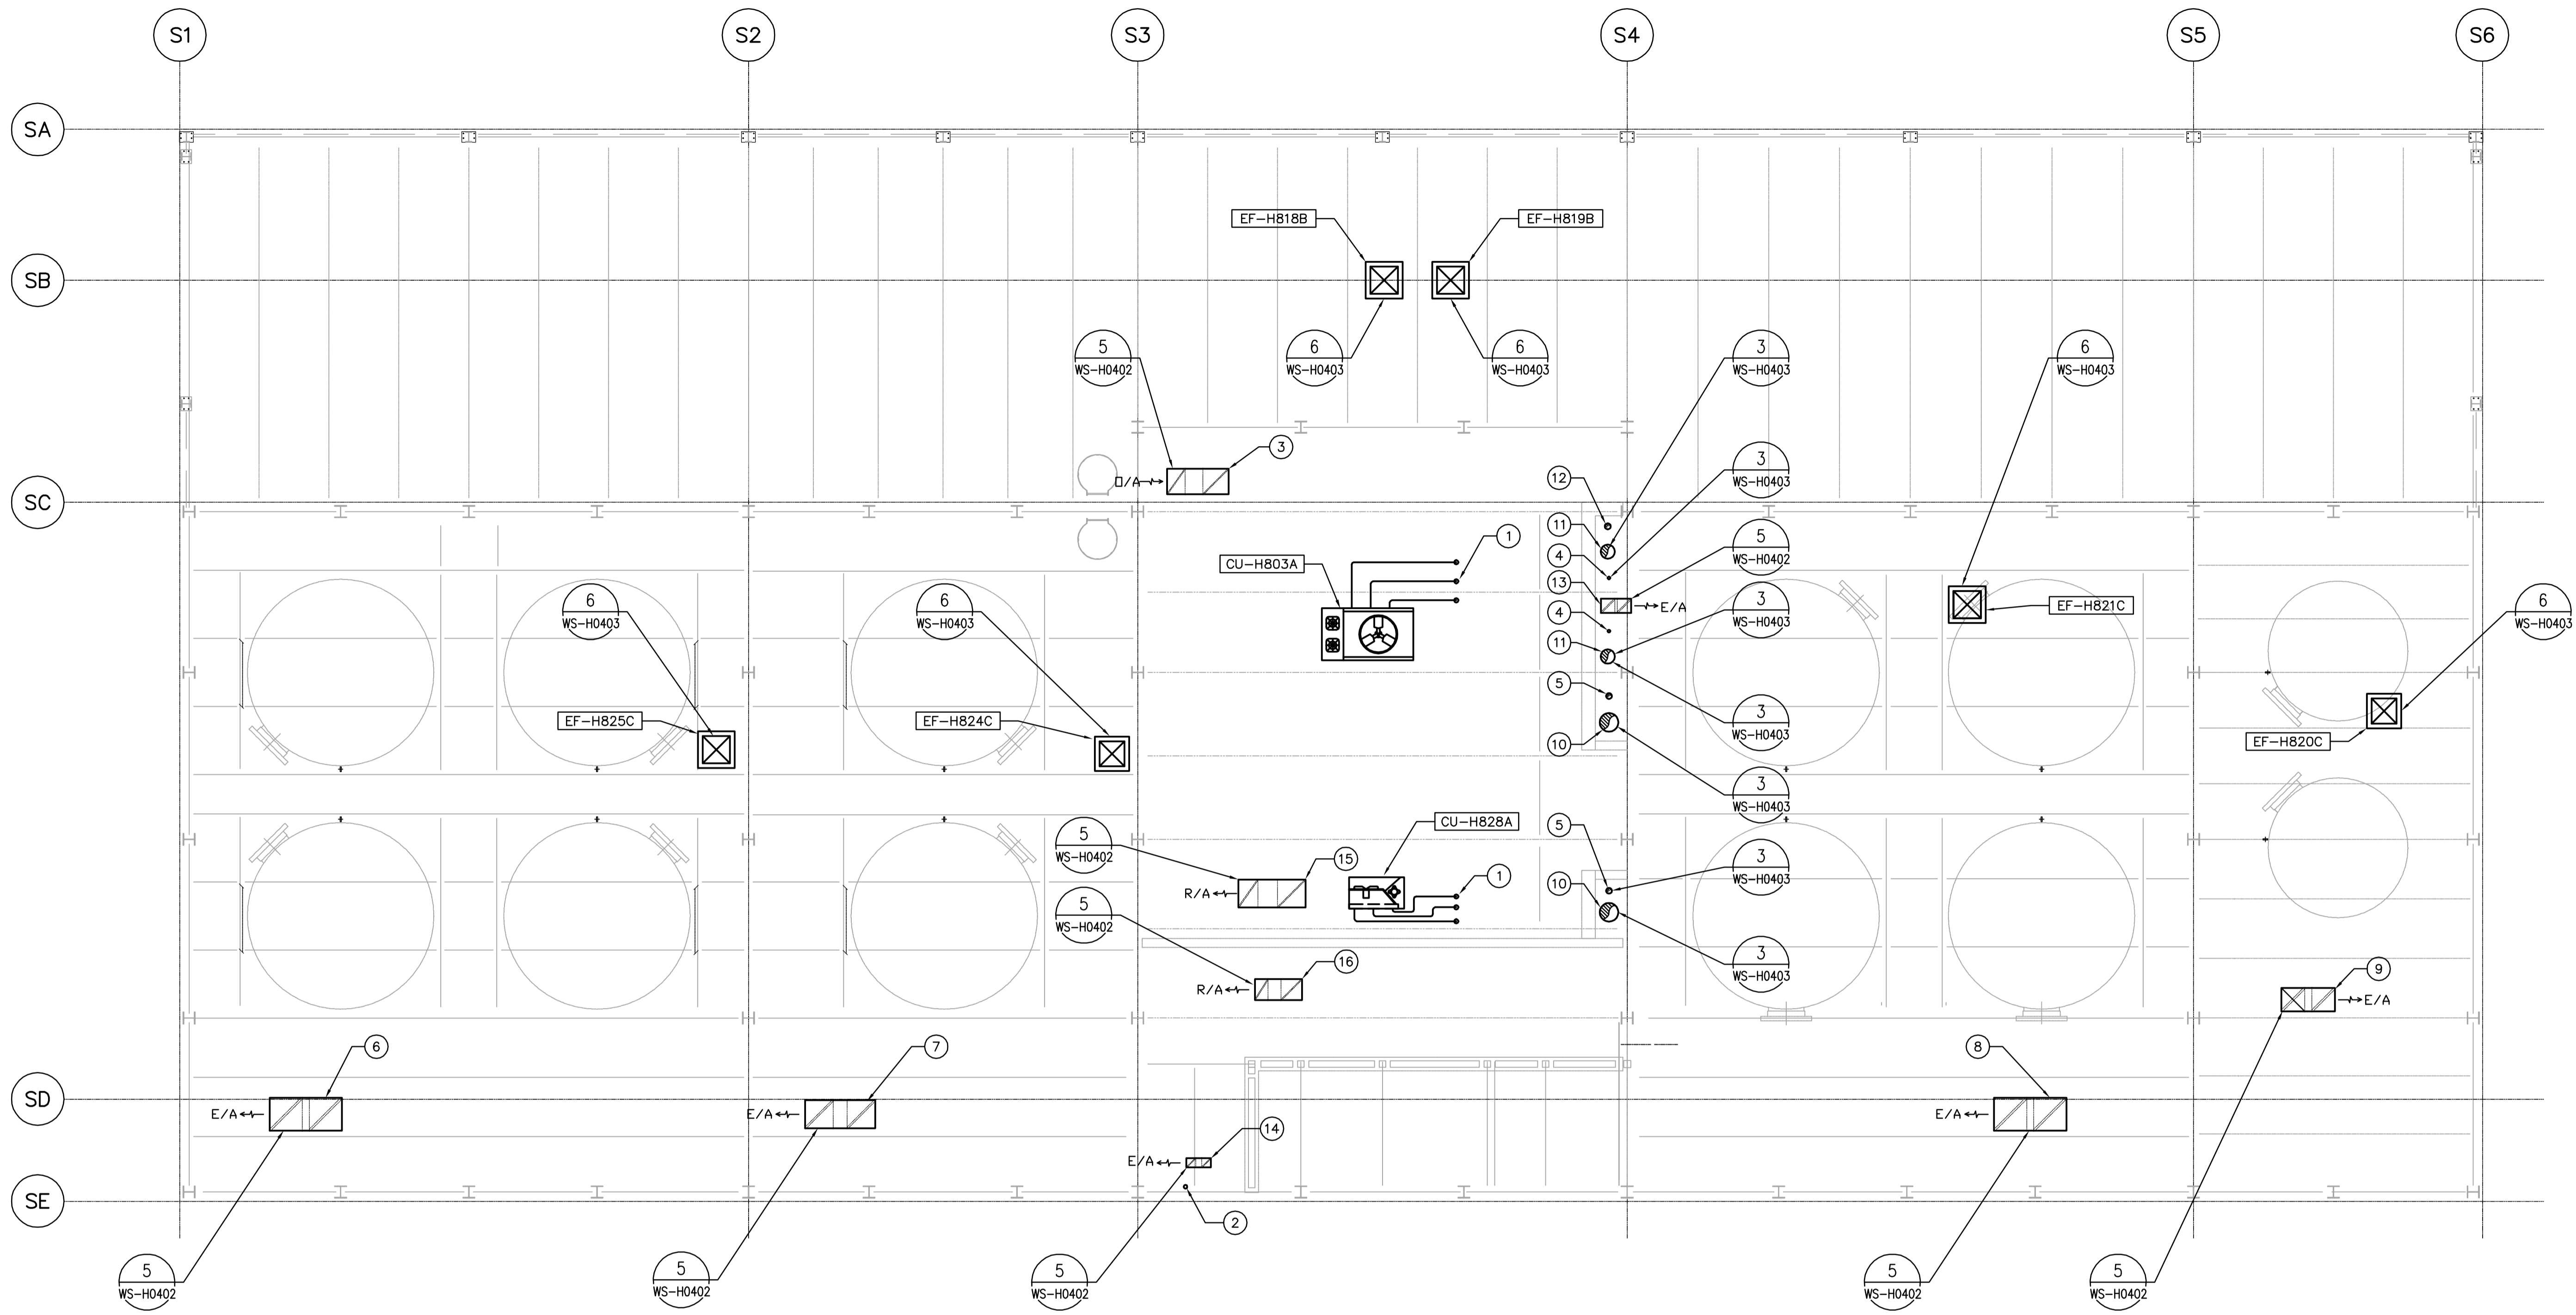 S1
S2
S3
S4
S5
S6
SA
EF-H818B
EF-H819B
SB
5
WS-H0402
6
WS-H0403
6
WS-H0403
3
WS-H0403
6
WS-H0403
3
O/A
3
WS-H0403
12
SC
11
1
5
WS-H0402
4
CU-H803A
13
E/A
6
WS-H0403
6
WS-H0403
3
WS-H0403
EF-H821C
6
WS-H0403
4
11
5
3
WS-H0403
EF-H825C
EF-H824C
10
EF-H820C
3
WS-H0403
CU-H828A
5
5
WS-H0402
15
3
WS-H0403
1
10
R/A
5
WS-H0402
16
3
WS-H0403
9
R/A
E/A
6
7
8
SD
E/A
E/A
E/A
14
E/A
SE
2
5
WS-H0402
5
WS-H0402
5
WS-H0402
5
WS-H0402
5
WS-H0402